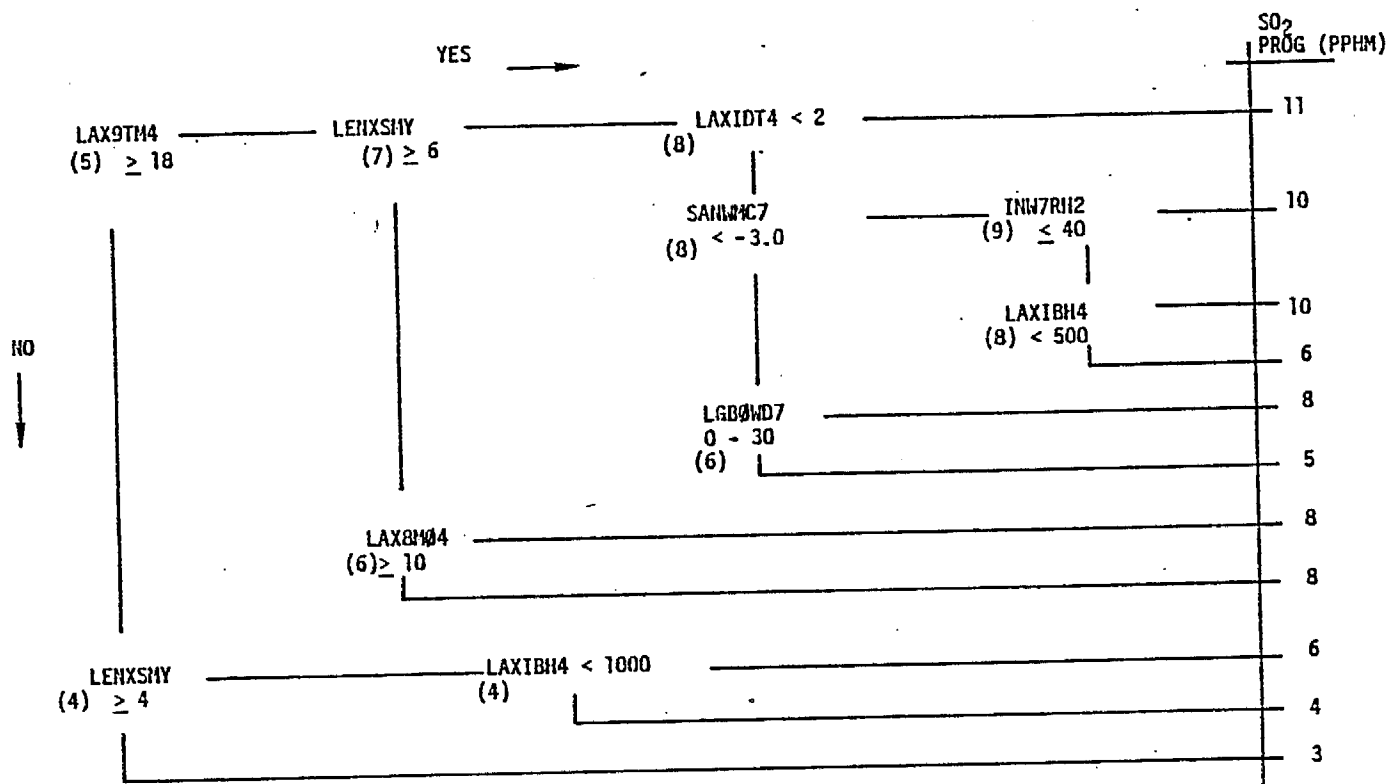 SO2
YES PROG (PPHM)
LAX9TM4 LENXSMY LAXIDT4 < 2 11
(5) ≥ 18 (7) ≥ 6 (8)
SANWMC7 INW7RH2 10
(8) < -3.0 (9) ≤ 40
LAXIBH4 10
(8) < 500
NO 6
LGBØWD7 8
0 - 30
(6) 5
LAX8MØ4 8
(6) ≥ 10
8
LENXSMY LAXIBH4 < 1000 6
(4) ≥ 4 (4)
4
3